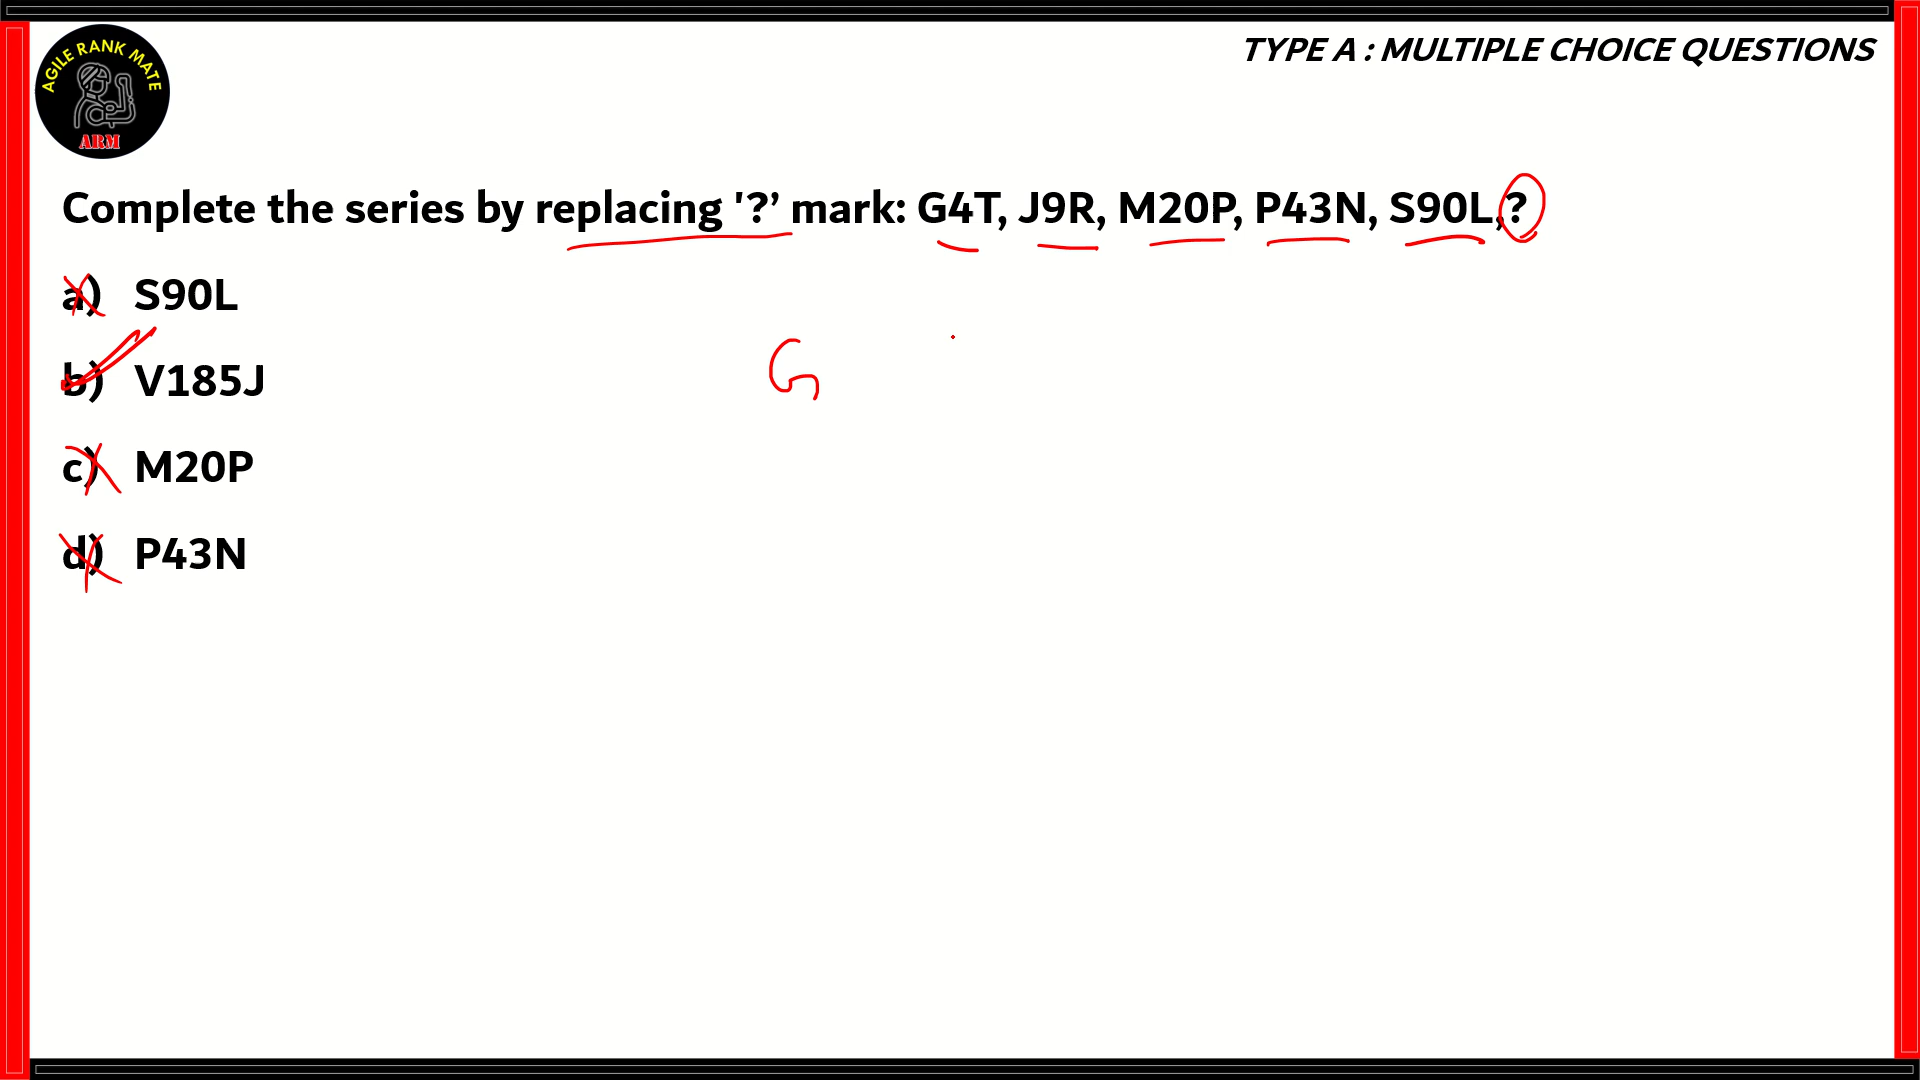 AGILE RANK MATE
ARM
TYPE A : MULTIPLE CHOICE QUESTIONS
Complete the series by replacing '?’ mark: G4T, J9R, M20P, P43N, S90L,?
a) S90L
b) V185J
G
c) M20P
d) P43N